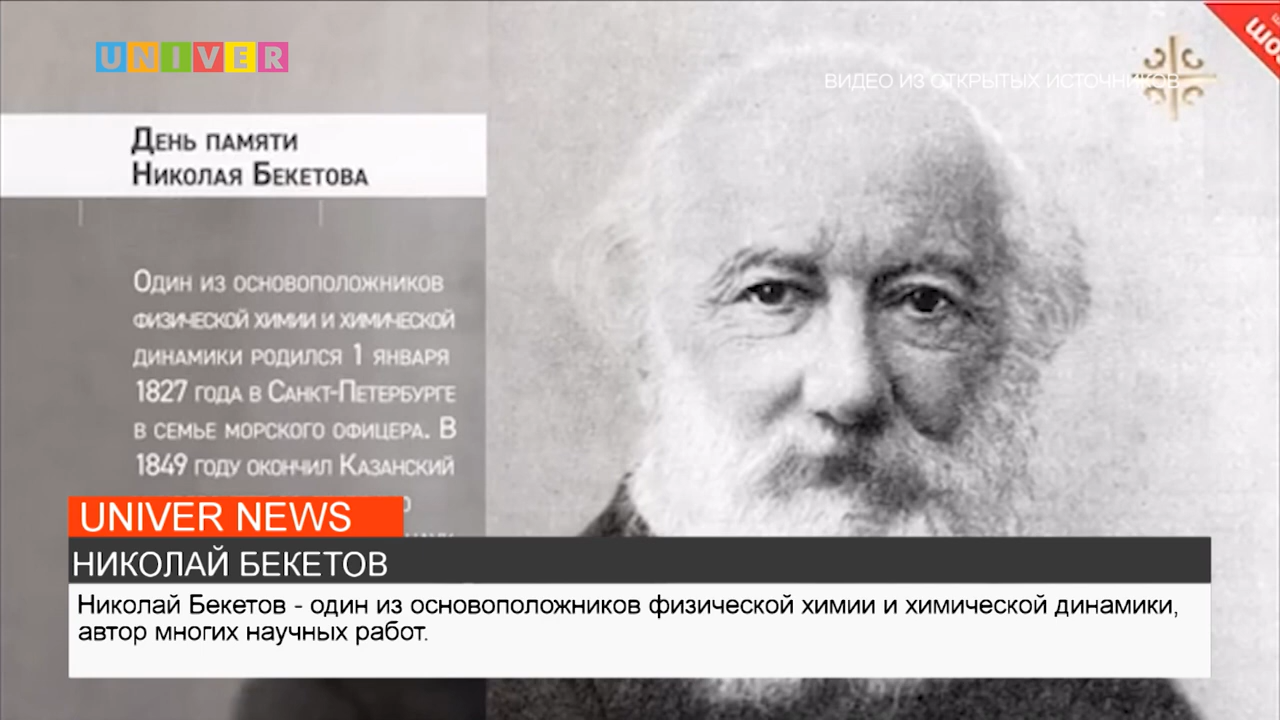 UNIVER
ВИДЕО ИЗ ОТКРЫТЫХ ИСТОЧНИКОВ
День памяти
Николая Бекетова
Один из основоположников
физической химии и химической
динамики родился 1 января
1827 года в Санкт-Петербурге
в семье морского офицера. В
1849 году окончил Казанский
UNIVER NEWS
НИКОЛАЙ БЕКЕТОВ
Николай Бекетов - один из основоположников физической химии и химической динамики,
автор многих научных работ.